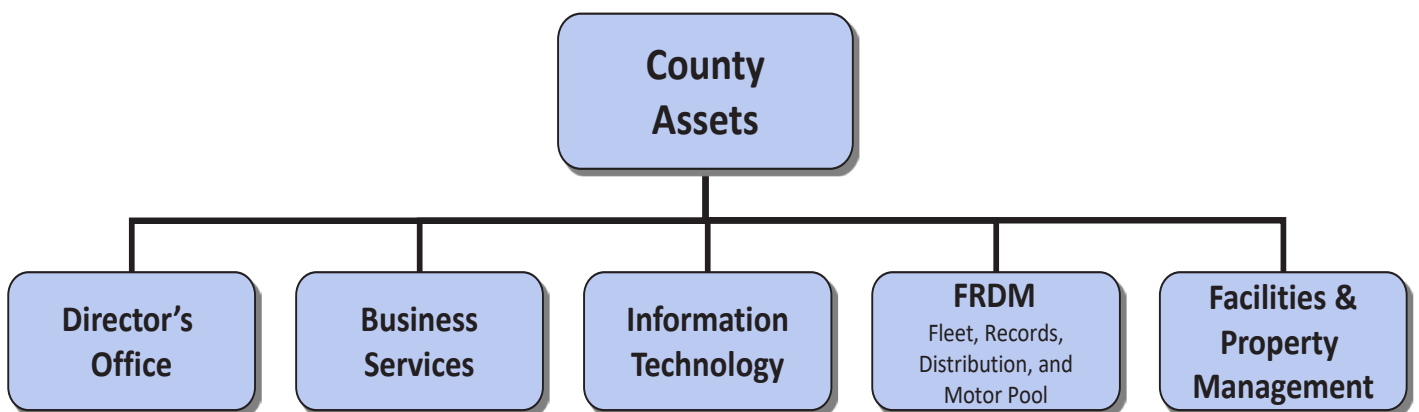 County
Assets
Director’s
Office
Business
Services
Information
Technology
FRDM
Fleet, Records,
Distribution, and
Motor Pool
Facilities &
Property
Management